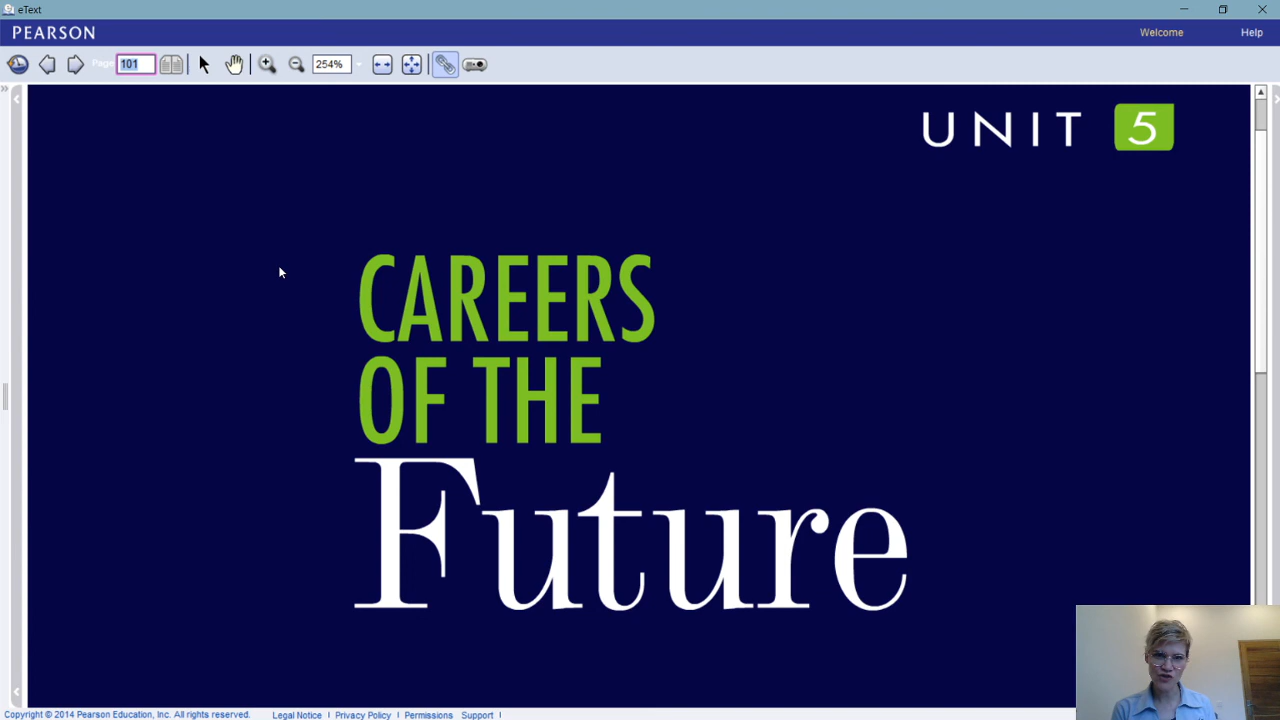 eText
PEARSON
Welcome
Help
Page
101
254%
UNIT 5
CAREERS
OF THE
Future
Copyright © 2014 Pearson Education, Inc. All rights reserved. Legal Notice | Privacy Policy | Permissions Support |